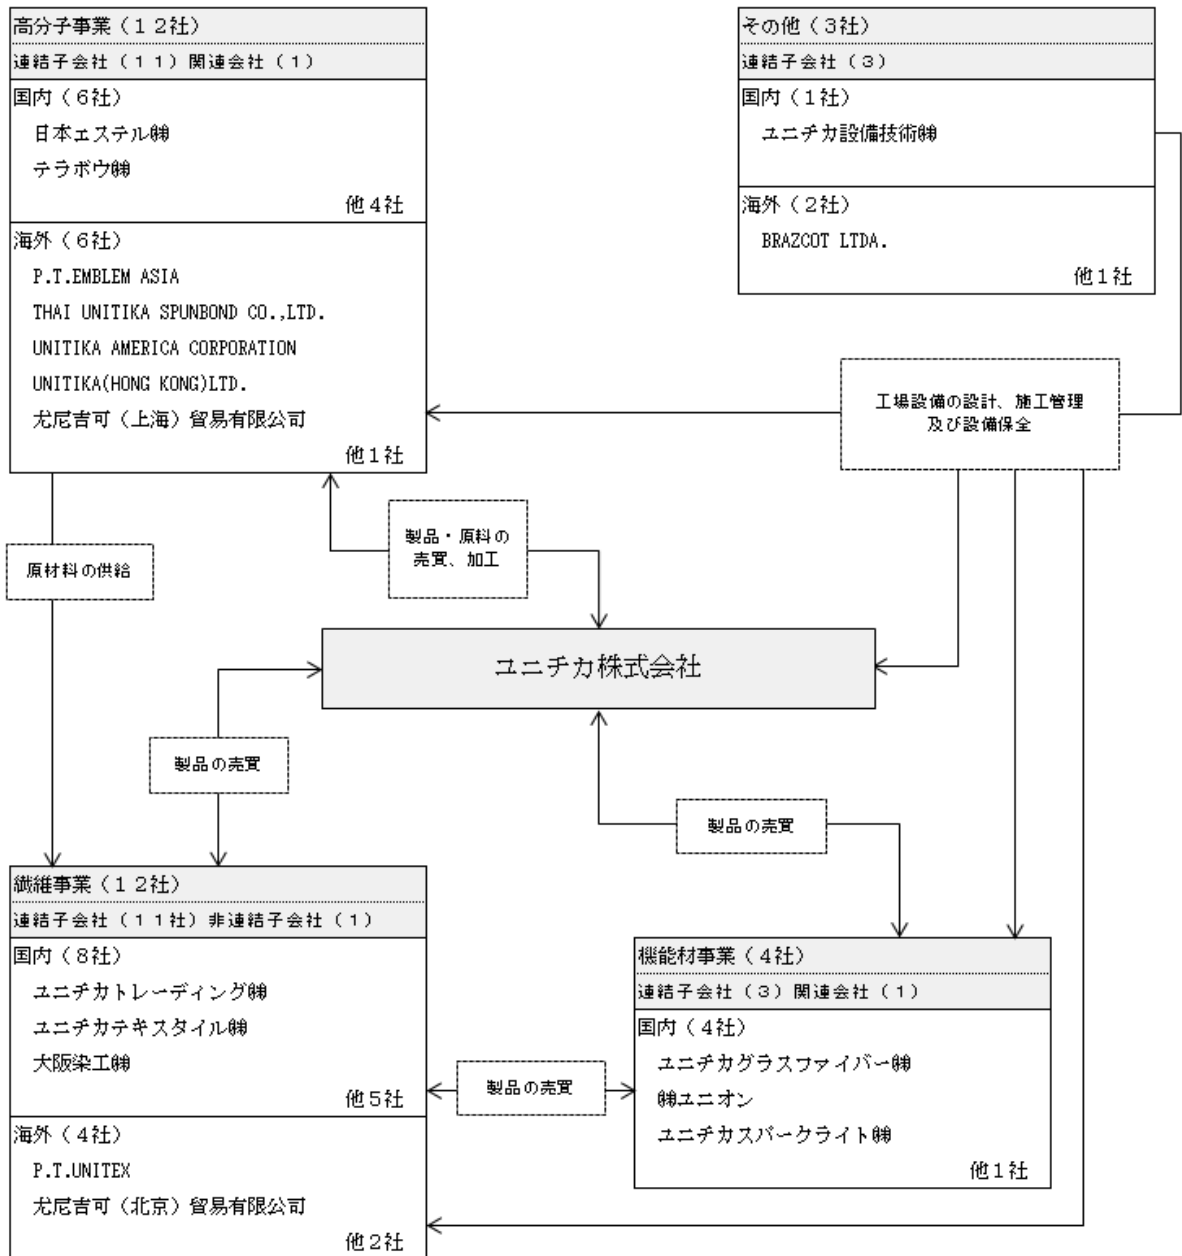 高分子事業（１２社）
連結子会社（１１）関連会社（１）
国内（６社）
日本エステル㈱
テラボウ㈱
他４社
海外（６社）
P.T.EMBLEM ASIA
THAI UNITIKA SPUNBOND CO.,LTD.
UNITIKA AMERICA CORPORATION
UNITIKA(HONG KONG)LTD.
尤尼吉可（上海）貿易有限公司
他１社
その他（３社）
連結子会社（３）
国内（１社）
ユニチカ設備技術㈱
海外（２社）
BRAZCOT LTDA.
他１社
工場設備の設計、施工管理
及び設備保全
製品・原料の
売買、加工
原材料の供給
ユニチカ株式会社
製品の売買
製品の売買
繊維事業（１２社）
連結子会社（１１社）非連結子会社（１）
国内（８社）
ユニチカトレーディング㈱
ユニチカテキスタイル㈱
大阪染工㈱
他５社
海外（４社）
P.T.UNITEX
尤尼吉可（北京）貿易有限公司
他２社
製品の売買
機能材事業（４社）
連結子会社（３）関連会社（１）
国内（４社）
ユニチカグラスファイバー㈱
㈱ユニオン
ユニチカスパークライト㈱
他１社